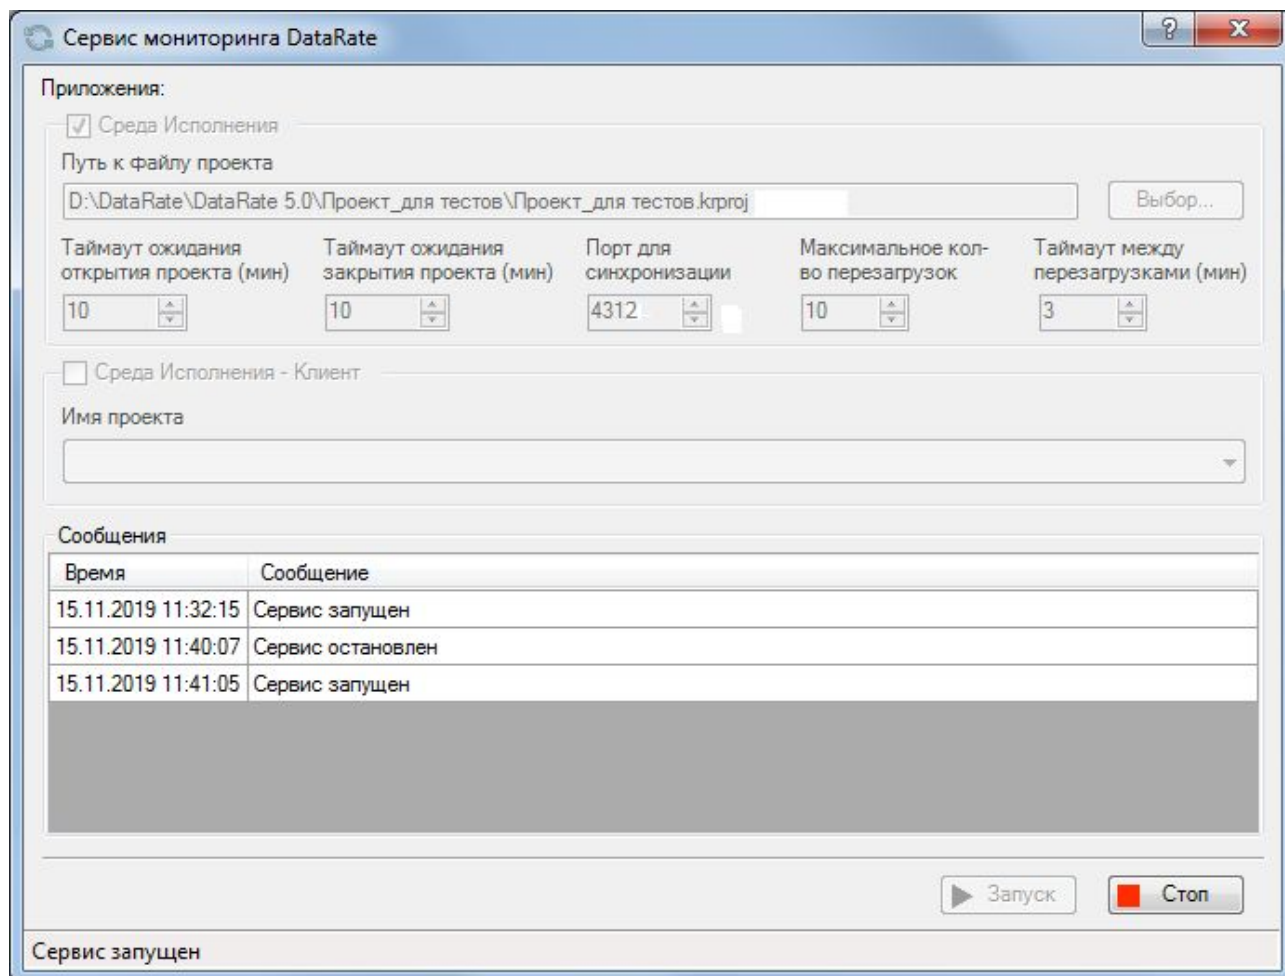 Сервис мониторинга DataRate
Приложения:
Среда Исполнения
Путь к файлу проекта
D:\DataRate\DataRate 5.0\Проект_для тестов\Проект_для тестов.krproj
Выбор...
Таймаут ожидания
открытия проекта (мин)
Таймаут ожидания
закрытия проекта (мин)
Порт для
синхронизации
Максимальное кол-
во перезагрузок
Таймаут между
перезагрузками (мин)
10
10
4312
10
3
Среда Исполнения - Клиент
Имя проекта
Сообщения
Время Сообщение
15.11.2019 11:32:15 Сервис запущен
15.11.2019 11:40:07 Сервис остановлен
15.11.2019 11:41:05 Сервис запущен
Запуск
Стоп
Сервис запущен